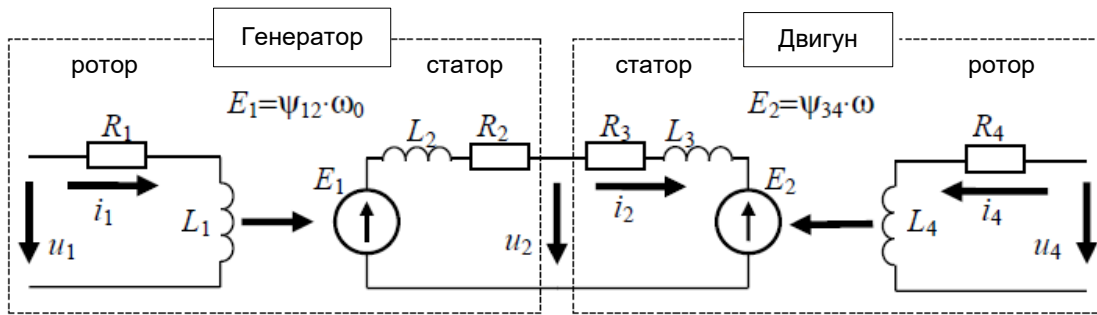 Генератор
Двигун
ротор
статор
статор
ротор
E₁=ψ₁₂·ω₀
E₂=ψ₃₄·ω
R₁
L₂
R₂
R₃
L₃
R₄
i₁
E₁
i₂
E₂
i₄
u₁
L₁
u₂
L₄
u₄